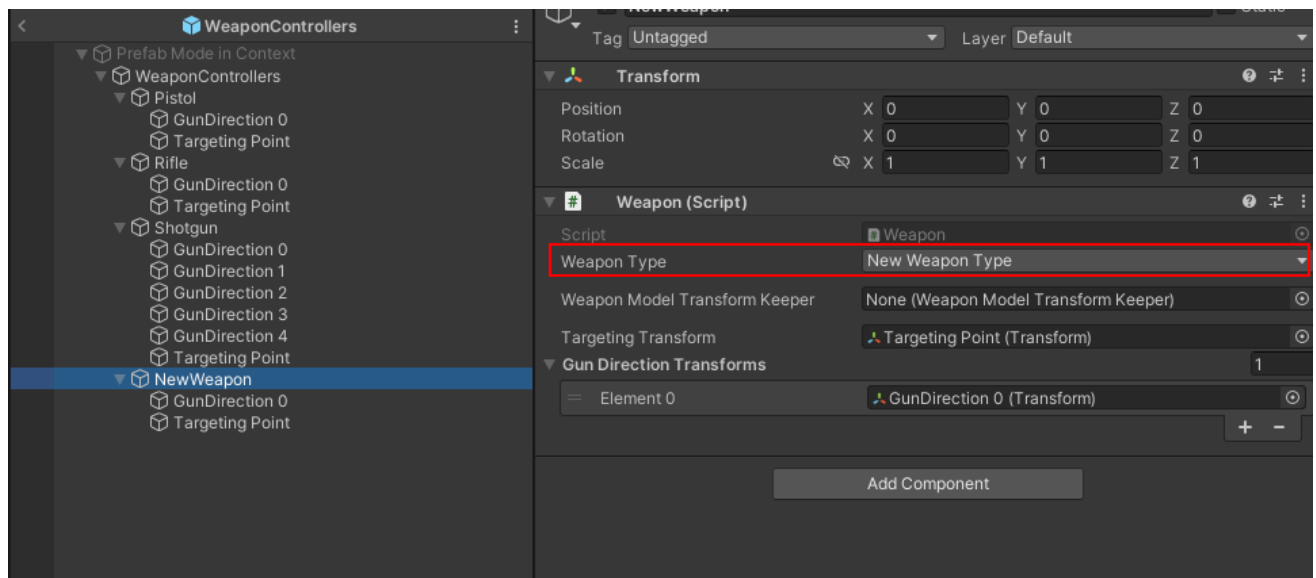 WeaponControllers
Prefab Mode in Context
WeaponControllers
Pistol
GunDirection 0
Targeting Point
Rifle
GunDirection 0
Targeting Point
Shotgun
GunDirection 0
GunDirection 1
GunDirection 2
GunDirection 3
GunDirection 4
Targeting Point
NewWeapon
GunDirection 0
Targeting Point
NewWeapon Static
Tag Untagged Layer Default
Transform
Position X 0 Y 0 Z 0
Rotation X 0 Y 0 Z 0
Scale X 1 Y 1 Z 1
# Weapon (Script)
Script # Weapon
Weapon Type New Weapon Type
Weapon Model Transform Keeper None (Weapon Model Transform Keeper)
Targeting Transform Targeting Point (Transform)
Gun Direction Transforms 1
Element 0 GunDirection 0 (Transform)
+ −
Add Component